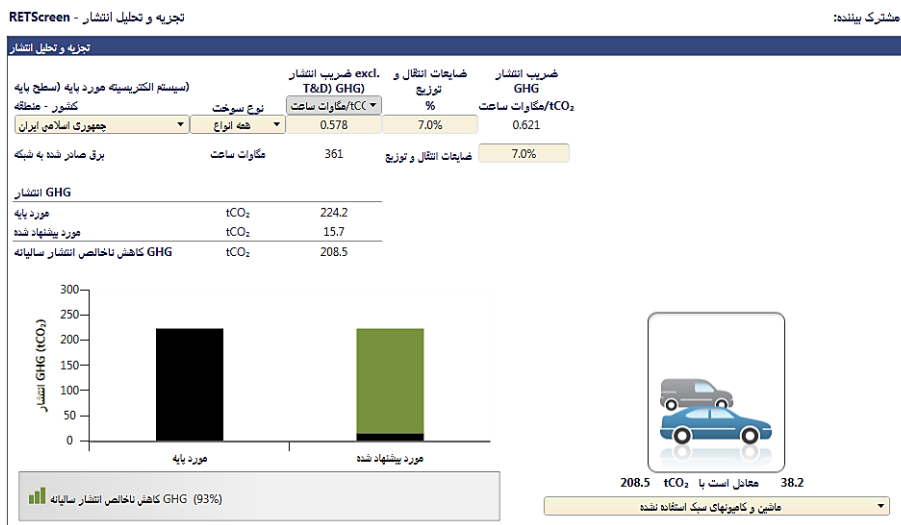 مشترک بیننده:
تجزیه و تحلیل انتشار - RETScreen
تجزیه و تحلیل انتشار
سیستم الکتریسیته مورد پایه (سطح پایه)
کشور - منطقه
نوع سوخت
ضریب انتشار excl.
T&D) GHG)
tCC/مگاوات ساعت
ضایعات انتقال و
توزیع
%
ضریب انتشار
GHG
tCO₂/مگاوات ساعت
جمهوری اسلامی ایران
همه انواع
0.578
7.0%
0.621
برق صادر شده به شبکه
مگاوات ساعت
361
ضایعات انتقال و توزیع
7.0%
انتشار GHG
مورد پایه tCO₂ 224.2
مورد پیشنهاد شده tCO₂ 15.7
کاهش ناخالص انتشار سالیانه GHG tCO₂ 208.5
انتشار GHG (tCO₂)
300
250
200
150
100
50
0
مورد پایه
مورد پیشنهاد شده
کاهش ناخالص انتشار سالیانه GHG (93%)
208.5 tCO₂ معادل است با 38.2
ماشین و کامیونهای سبک استفاده نشده